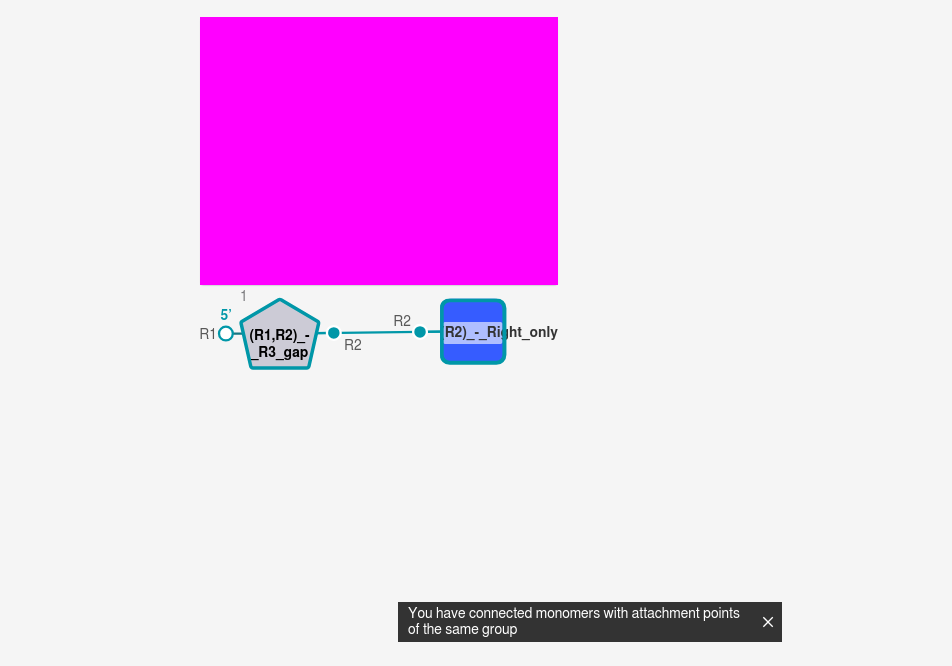 1
5’
R1
(R1,R2)_-
_R3_gap
R2
R2
R2)_-_Right_only
You have connected monomers with attachment points
of the same group